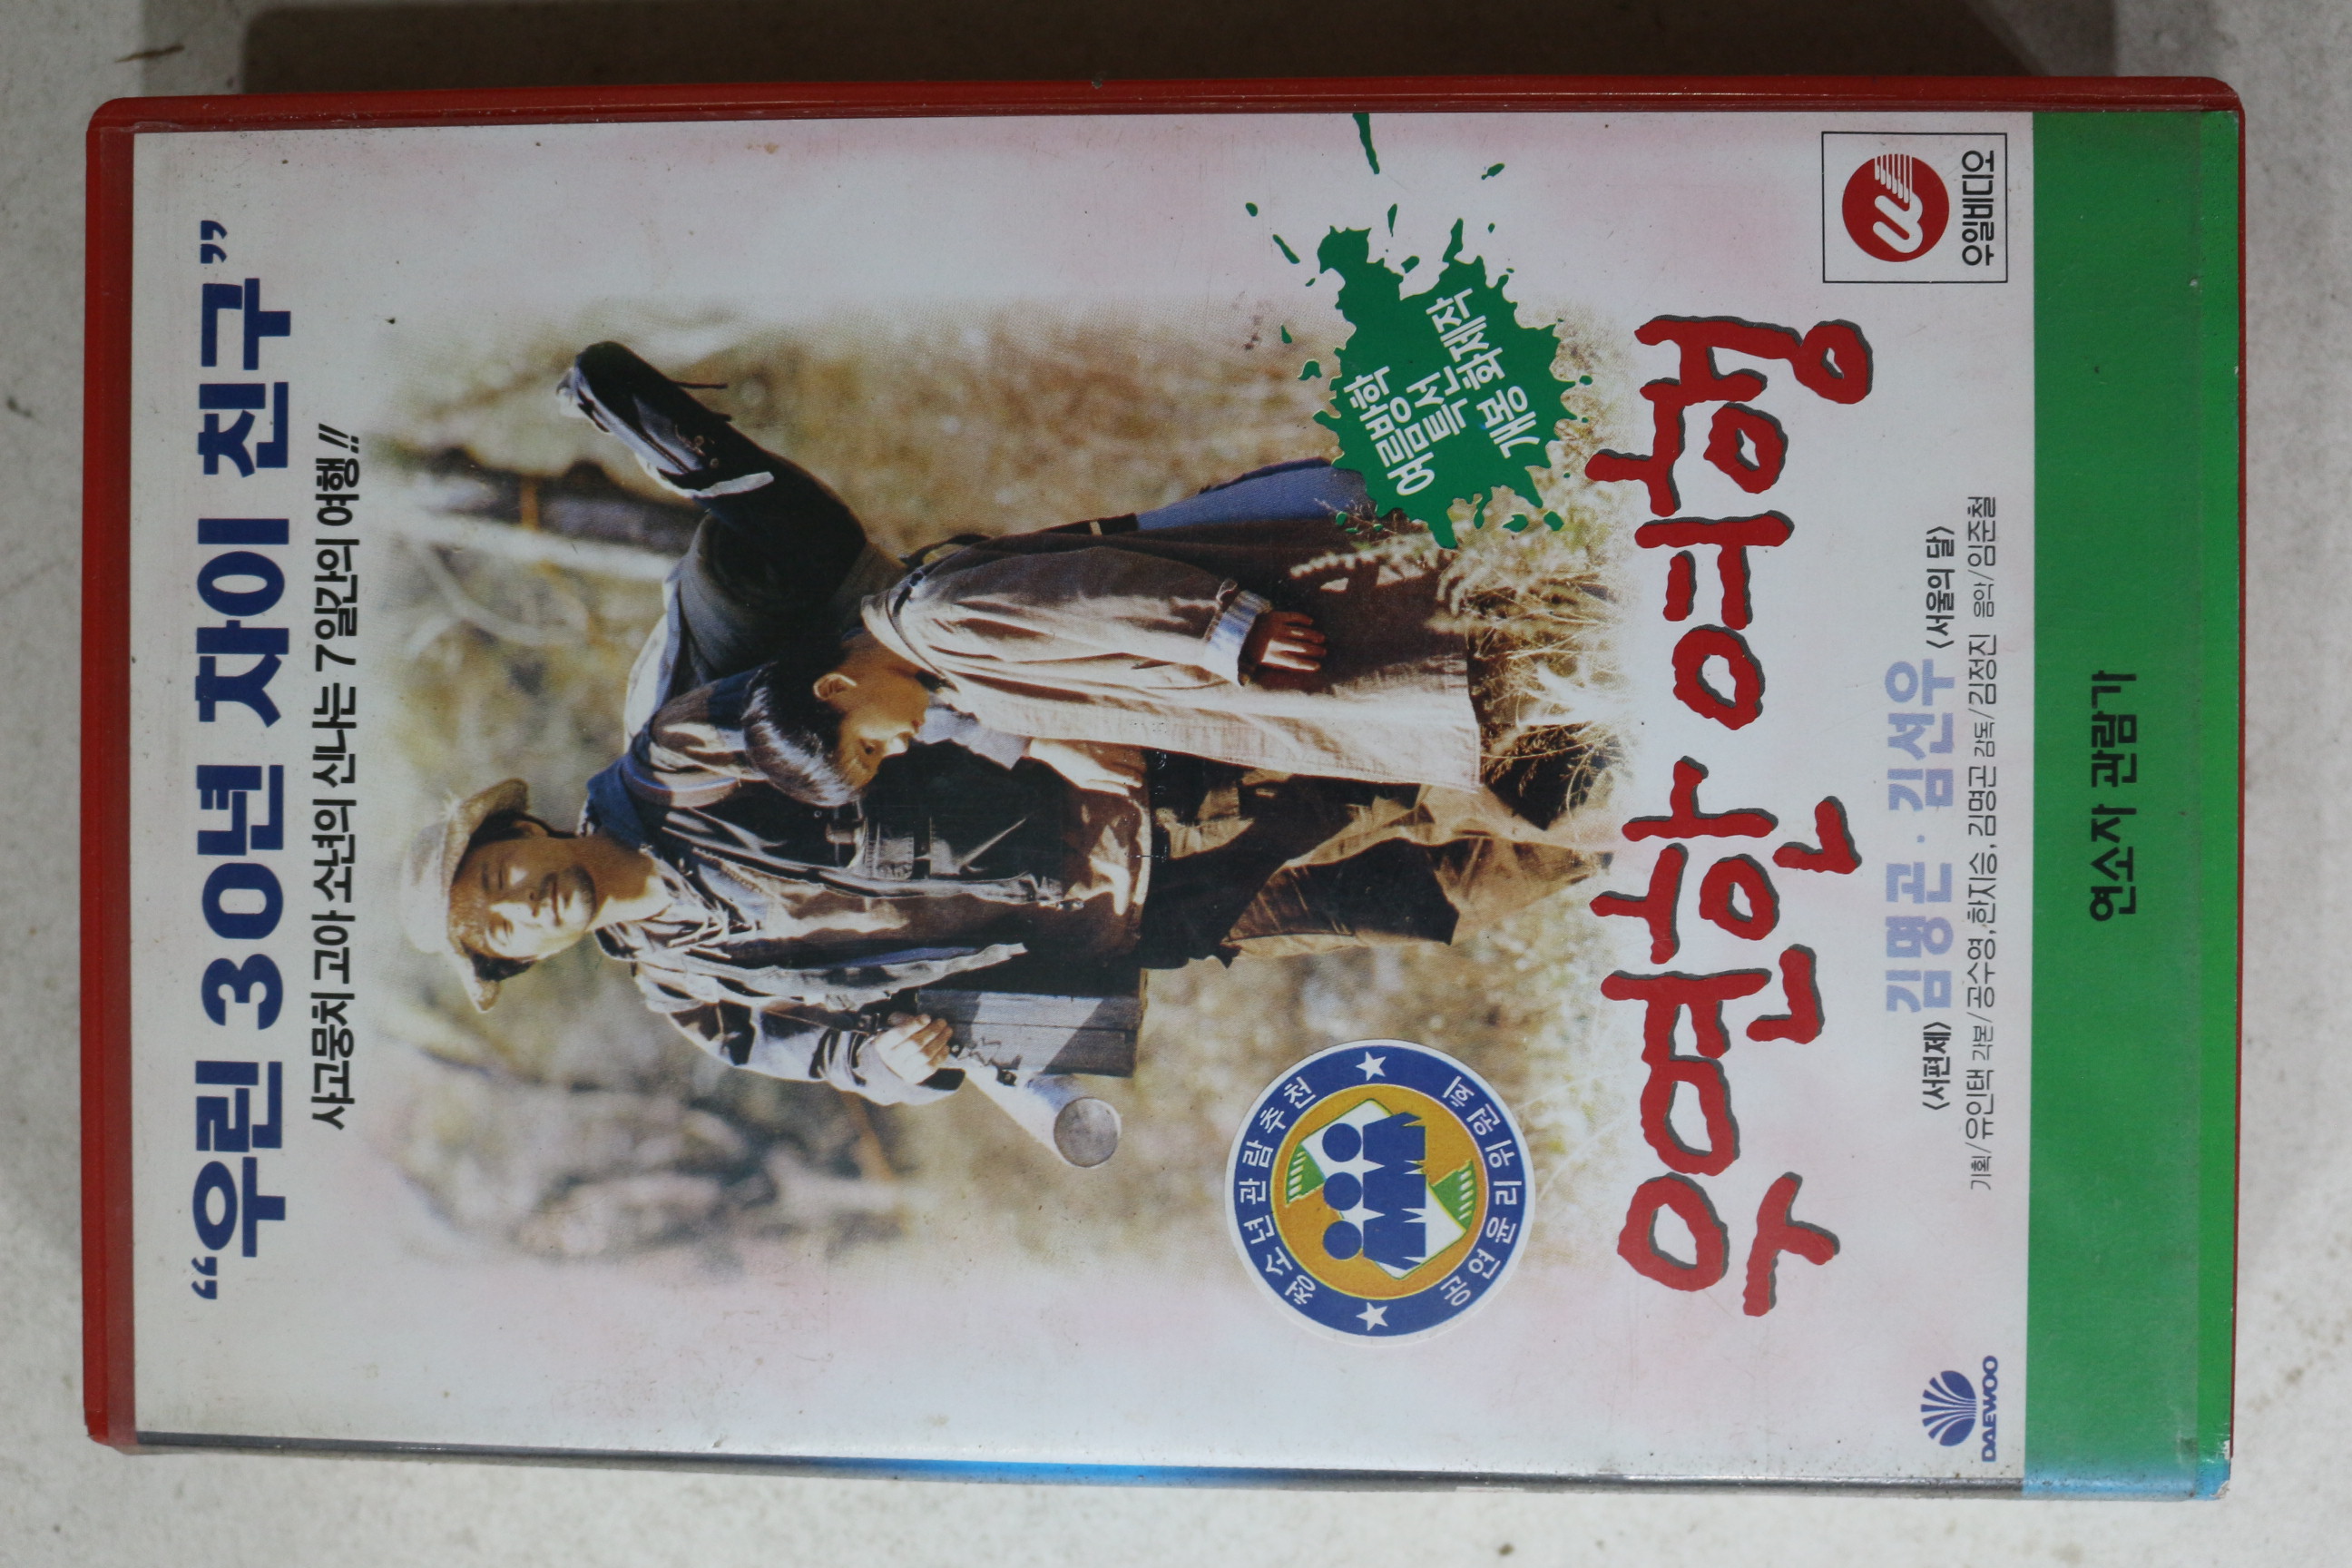 “우린 30년 차이 친구”
사고뭉치 고아 소년의 신나는 7일간의 여행!!
여름방학
특선
개봉 화제작
청소년관람추천
공연윤리위원회
우연한 여행
<서편제> 김명곤 · 김선우 <서울의 달>
기획/유인택 각본/공수영,한지승,김명곤 감독/김정진 음악/임준철
DAEWOO
우일비디오
연소자 관람가